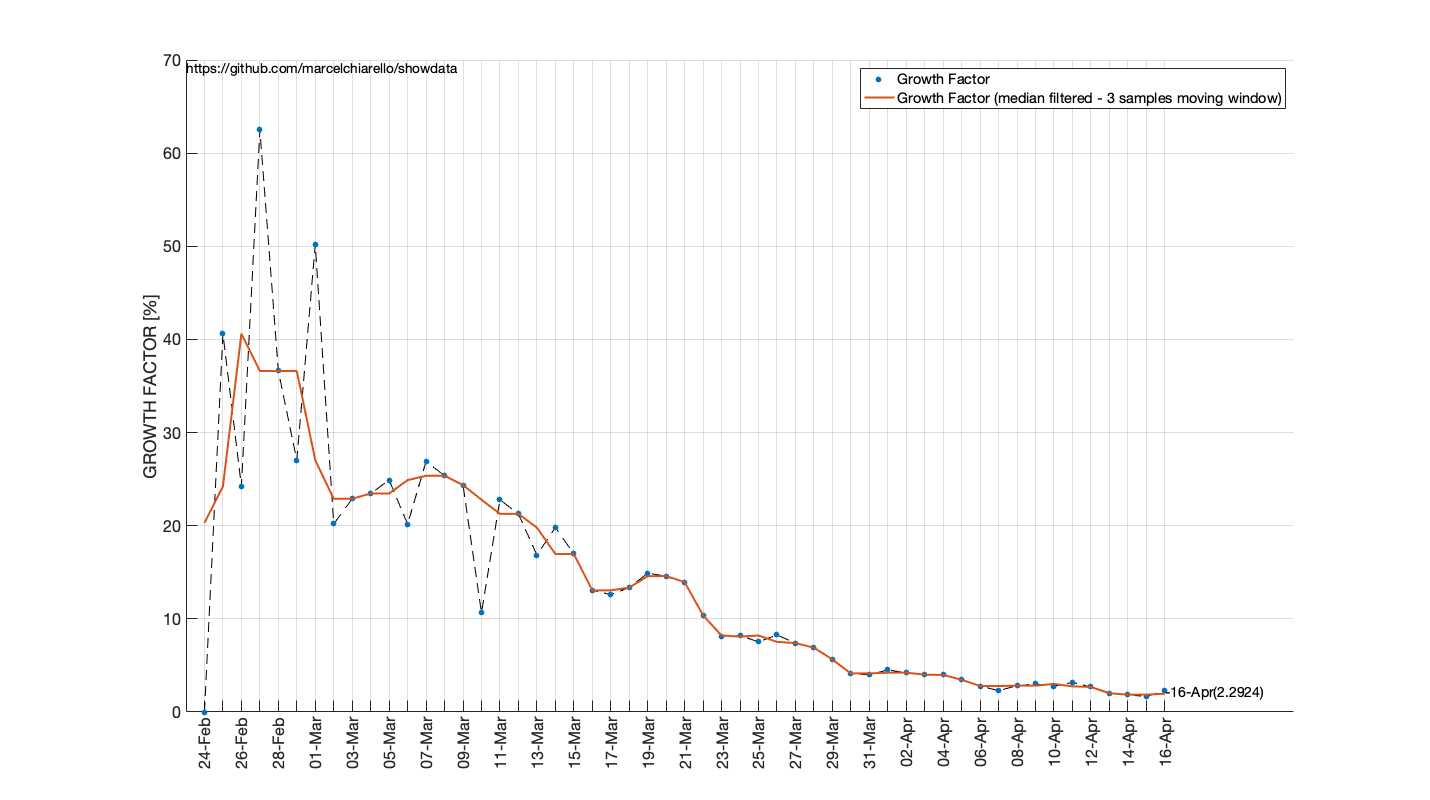 https://github.com/marcelchiarello/showdata
Growth Factor
Growth Factor (median filtered - 3 samples moving window)
GROWTH FACTOR [%]
70
60
50
40
30
20
10
0
16-Apr(2.2924)
24-Feb
26-Feb
28-Feb
01-Mar
03-Mar
05-Mar
07-Mar
09-Mar
11-Mar
13-Mar
15-Mar
17-Mar
19-Mar
21-Mar
23-Mar
25-Mar
27-Mar
29-Mar
31-Mar
02-Apr
04-Apr
06-Apr
08-Apr
10-Apr
12-Apr
14-Apr
16-Apr